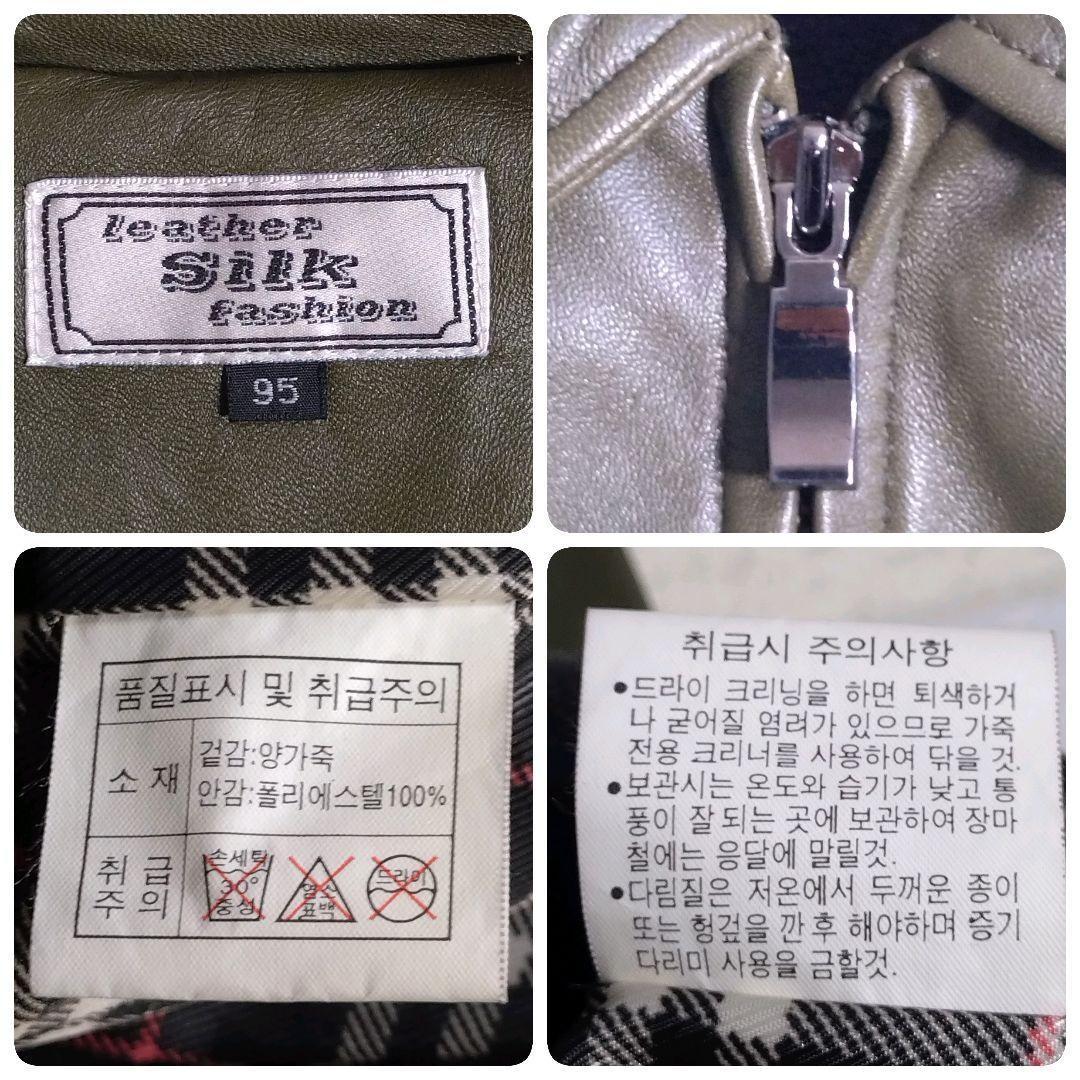 leather
Silk
fashion
95
품질표시 및 취급주의
소 재
겉감:양가죽
안감:폴리에스텔100%
취 급
주 의
손세탁
30°
중성
염소
표백
드라이
취급시 주의사항
•드라이 크리닝을 하면 퇴색하거
나 굳어질 염려가 있으므로 가죽
전용 크리너를 사용하여 닦을 것.
•보관시는 온도와 습기가 낮고 통
풍이 잘 되는 곳에 보관하여 장마
철에는 응달에 말릴것.
•다림질은 저온에서 두꺼운 종이
또는 헝겊을 깐 후 해야하며 증기
다리미 사용을 금할것.